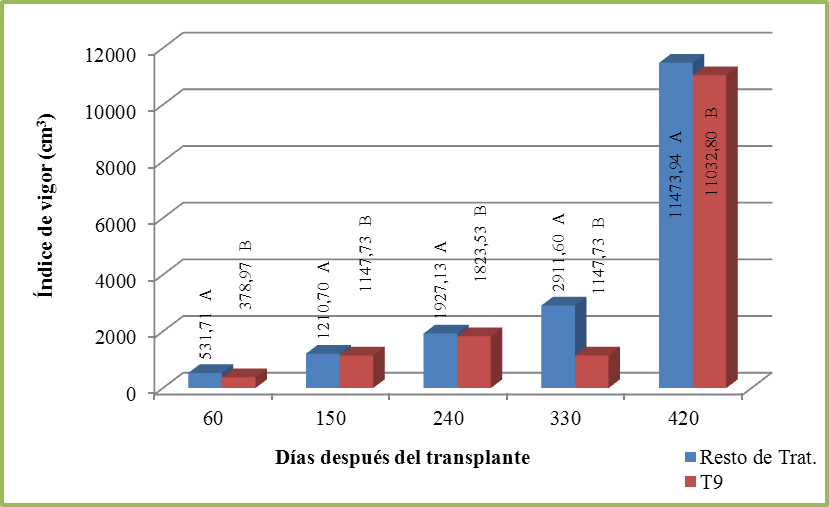 Índice de vigor (cm³)
12000
10000
8000
6000
4000
2000
0
531,71 A
378,97 B
1210,70 A
1147,73 B
1927,13 A
1823,53 B
2911,60 A
1147,73 B
11473,94 A
11032,80 B
60
150
240
330
420
Días después del transplante
Resto de Trat.
T9